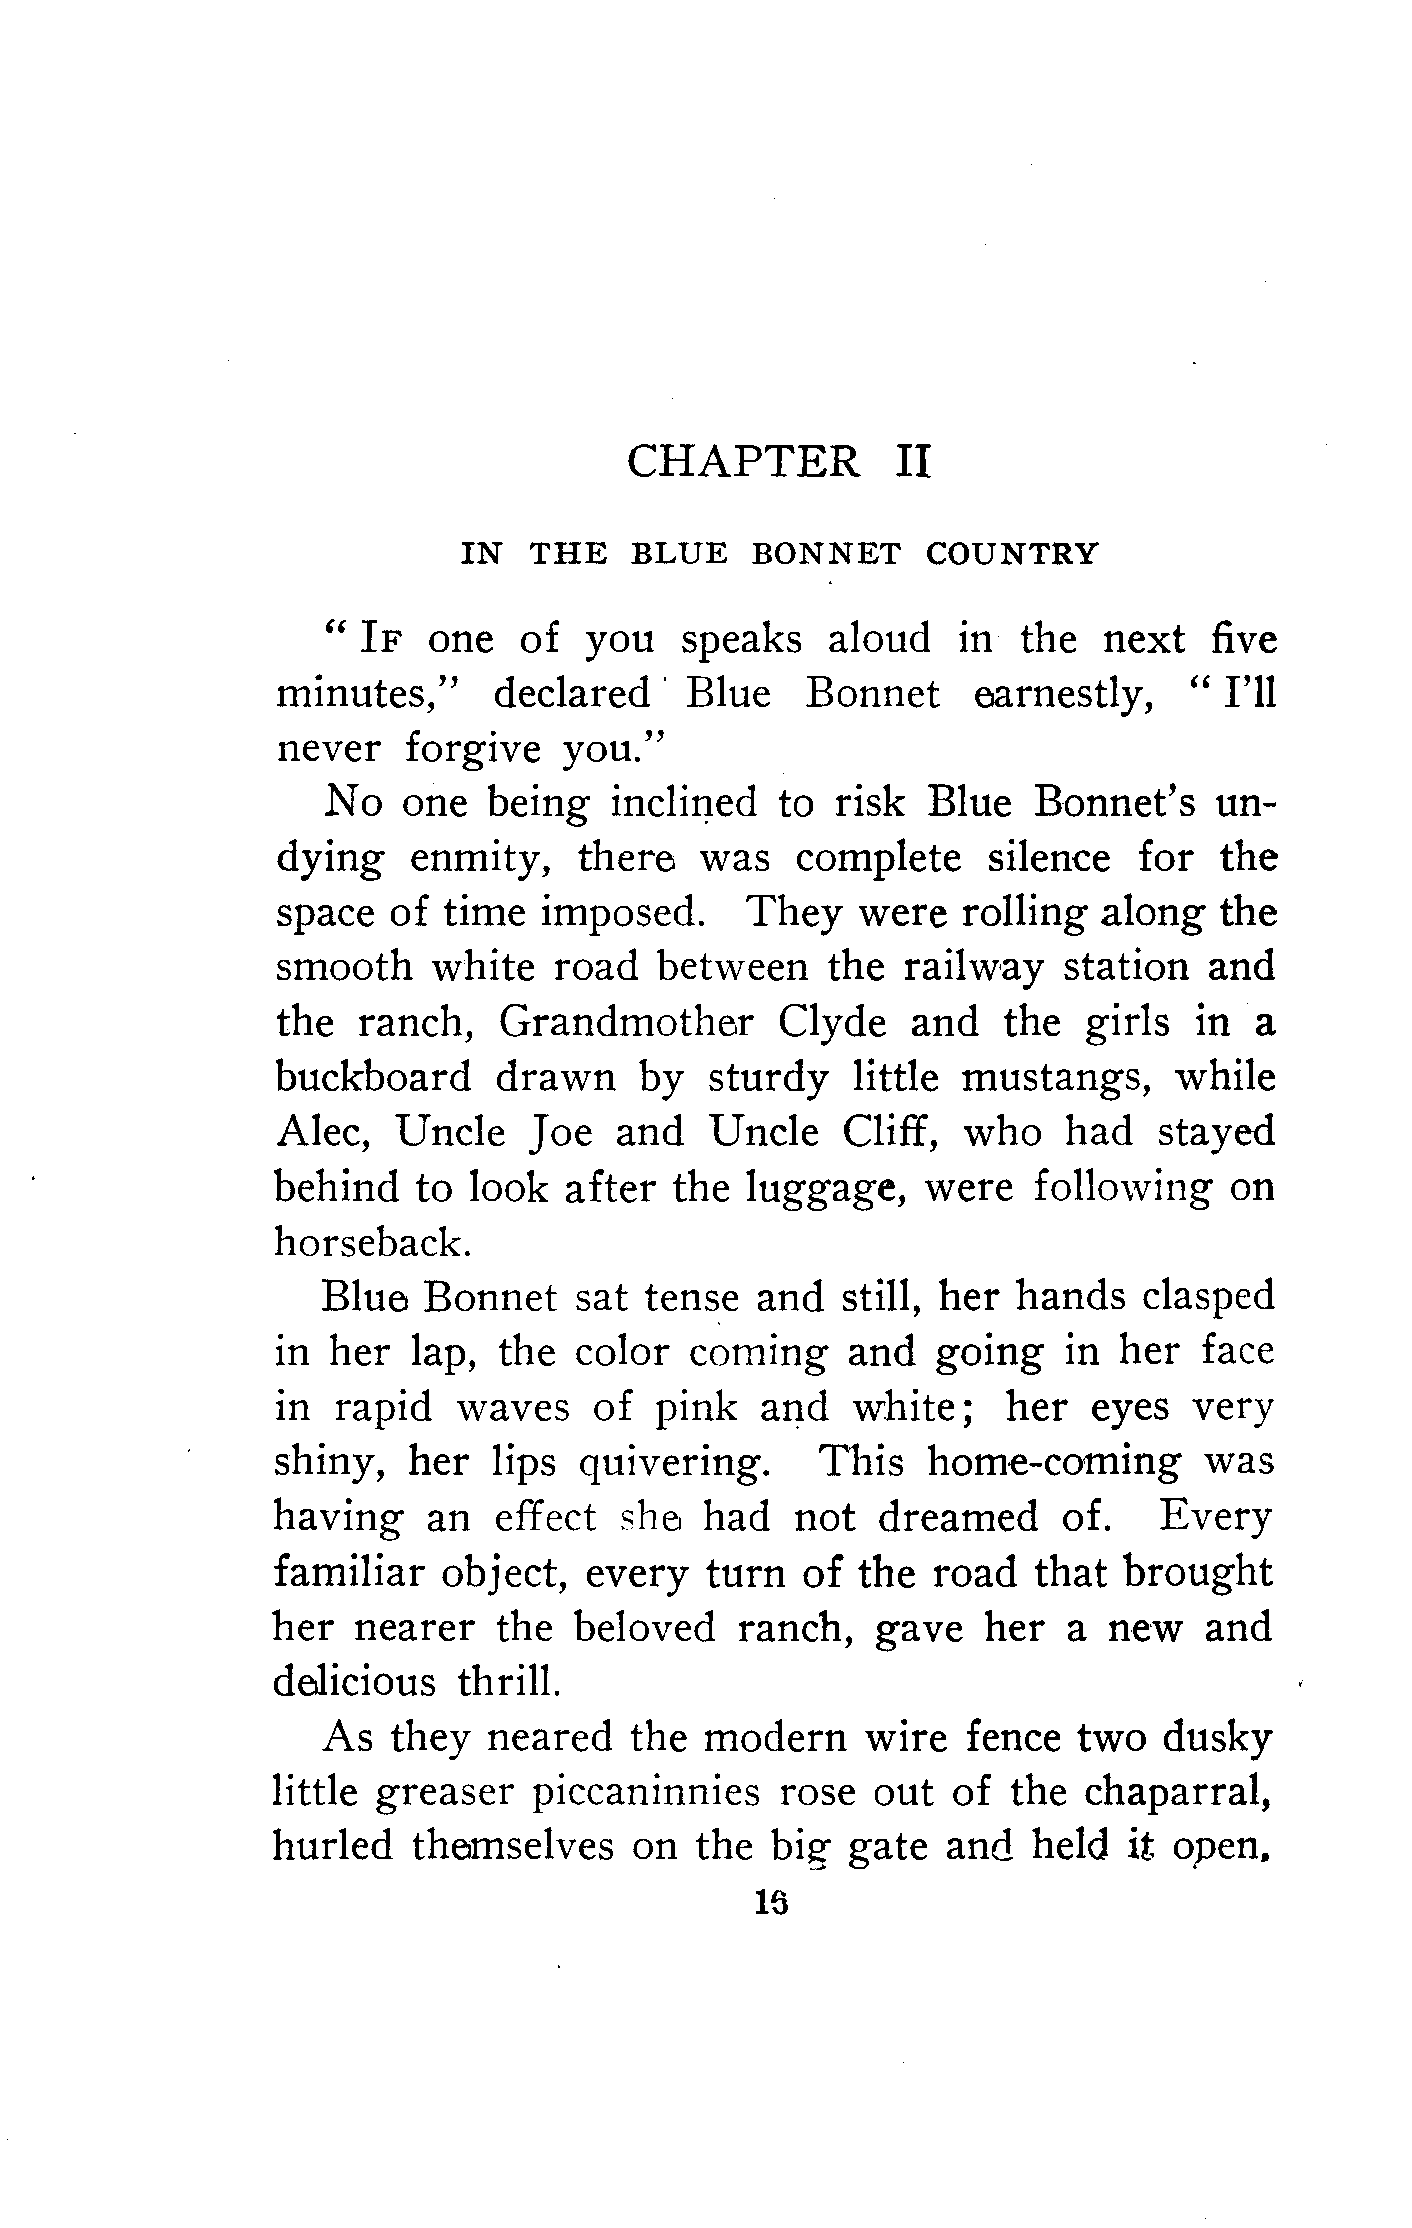 CHAPTER II
IN THE BLUE BONNET COUNTRY
" IF one of you speaks aloud in the next five
minutes," declared Blue Bonnet earnestly, " I'll
never forgive you."
No one being inclined to risk Blue Bonnet's un-
dying enmity, there was complete silence for the
space of time imposed. They were rolling along the
smooth white road between the railway station and
the ranch, Grandmother Clyde and the girls in a
buckboard drawn by sturdy little mustangs, while
Alec, Uncle Joe and Uncle Cliff, who had stayed
behind to look after the luggage, were following on
horseback.
Blue Bonnet sat tense and still, her hands clasped
in her lap, the color coming and going in her face
in rapid waves of pink and white; her eyes very
shiny, her lips quivering. This home-coming was
having an effect she had not dreamed of. Every
familiar object, every turn of the road that brought
her nearer the beloved ranch, gave her a new and
delicious thrill.
As they neared the modern wire fence two dusky
little greaser piccaninnies rose out of the chaparral,
hurled themselves on the big gate and held it open.
16